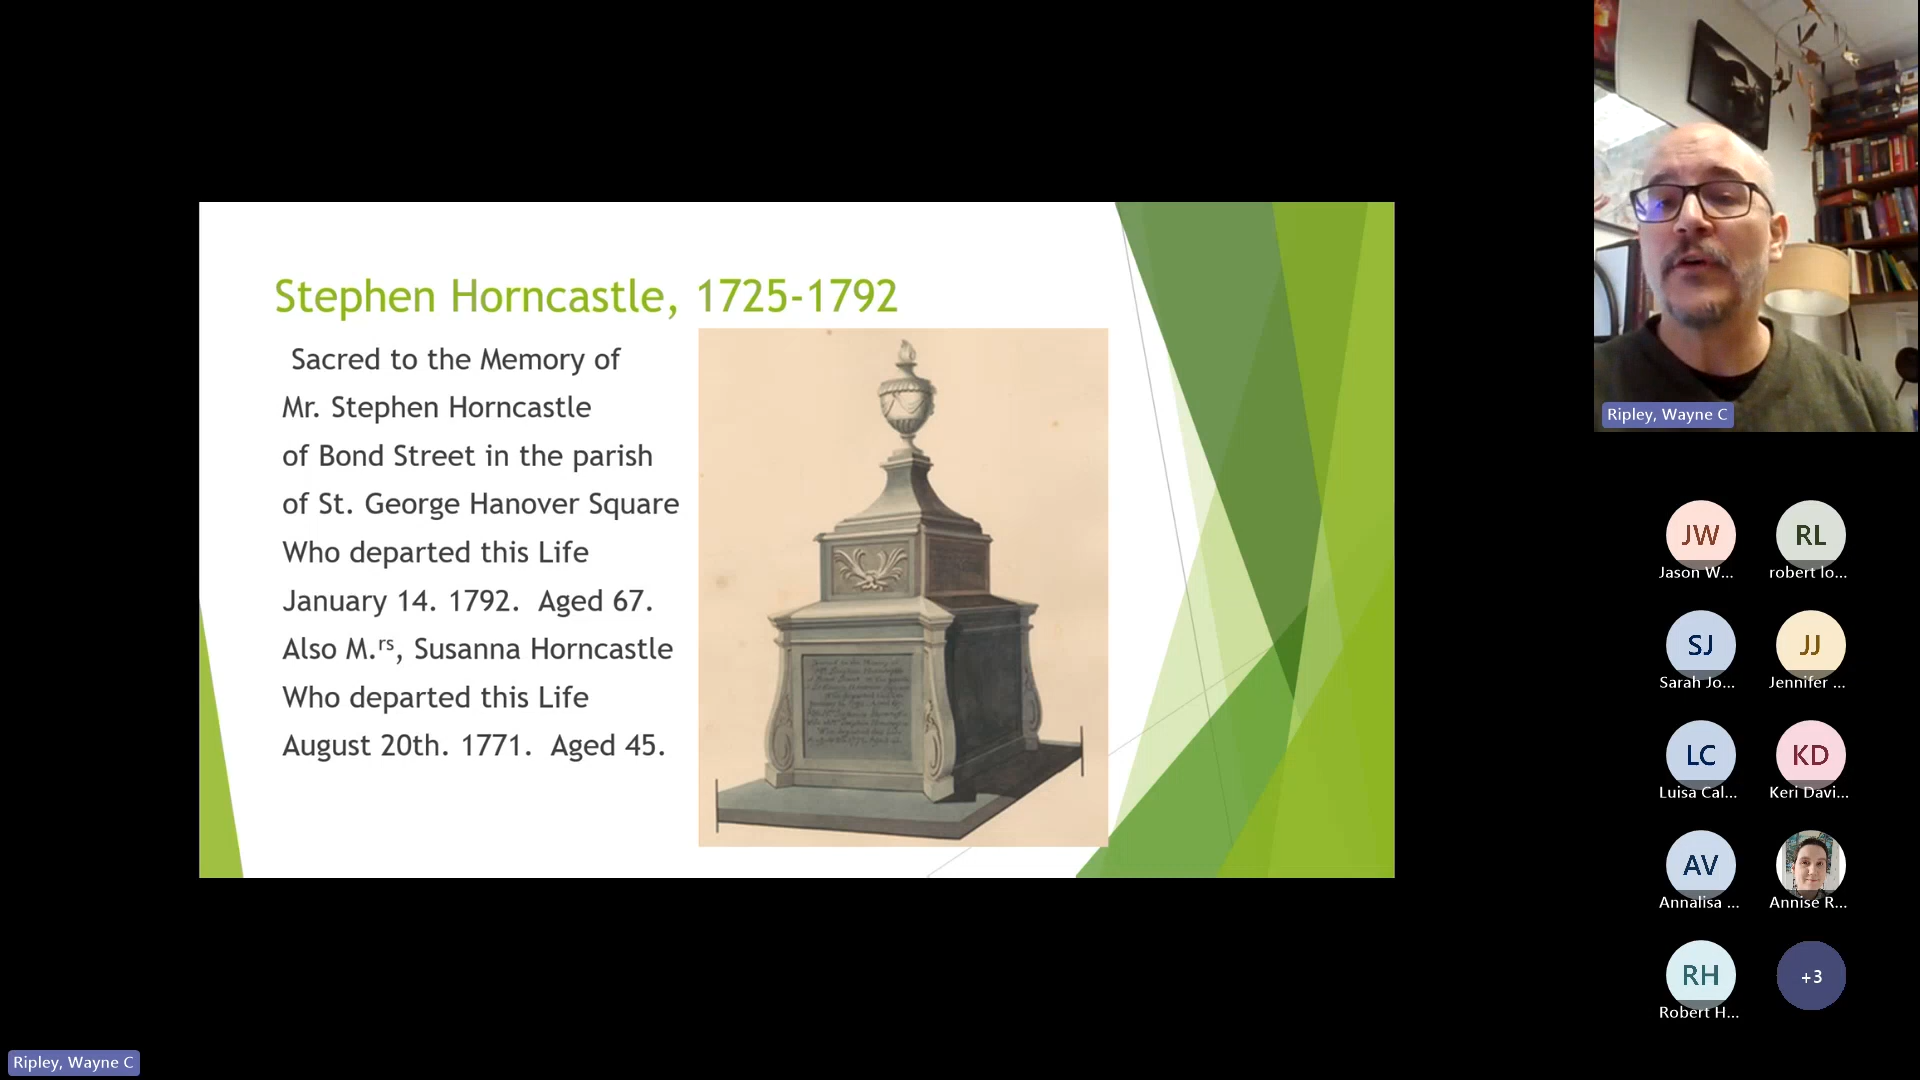 Stephen Horncastle, 1725-1792
Sacred to the Memory of
Mr. Stephen Horncastle
of Bond Street in the parish
of St. George Hanover Square
Who departed this Life
January 14. 1792.  Aged 67.
Also M.ʳˢ, Susanna Horncastle
Who departed this Life
August 20th. 1771.  Aged 45.
Ripley, Wayne C
JW
Jason W...
RL
robert lo...
SJ
Sarah Jo...
JJ
Jennifer ...
LC
Luisa Cal...
KD
Keri Davi...
AV
Annalisa ...
Annise R...
RH
Robert H...
+3
Ripley, Wayne C